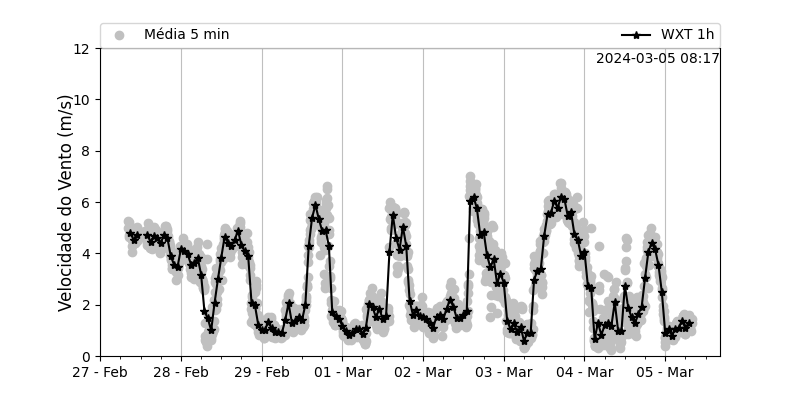 Média 5 min
WXT 1h
2024-03-05 08:17
Velocidade do Vento (m/s)
12
10
8
6
4
2
0
27 - Feb
28 - Feb
29 - Feb
01 - Mar
02 - Mar
03 - Mar
04 - Mar
05 - Mar